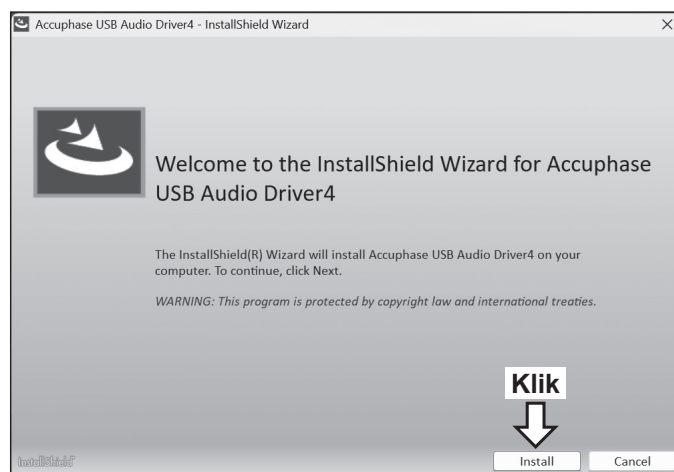 Accuphase USB Audio Driver4 - InstallShield Wizard
Welcome to the InstallShield Wizard for Accuphase
USB Audio Driver4
The InstallShield(R) Wizard will install Accuphase USB Audio Driver4 on your
computer. To continue, click Next.
WARNING: This program is protected by copyright law and international treaties.
Klik
InstallShield
Install
Cancel